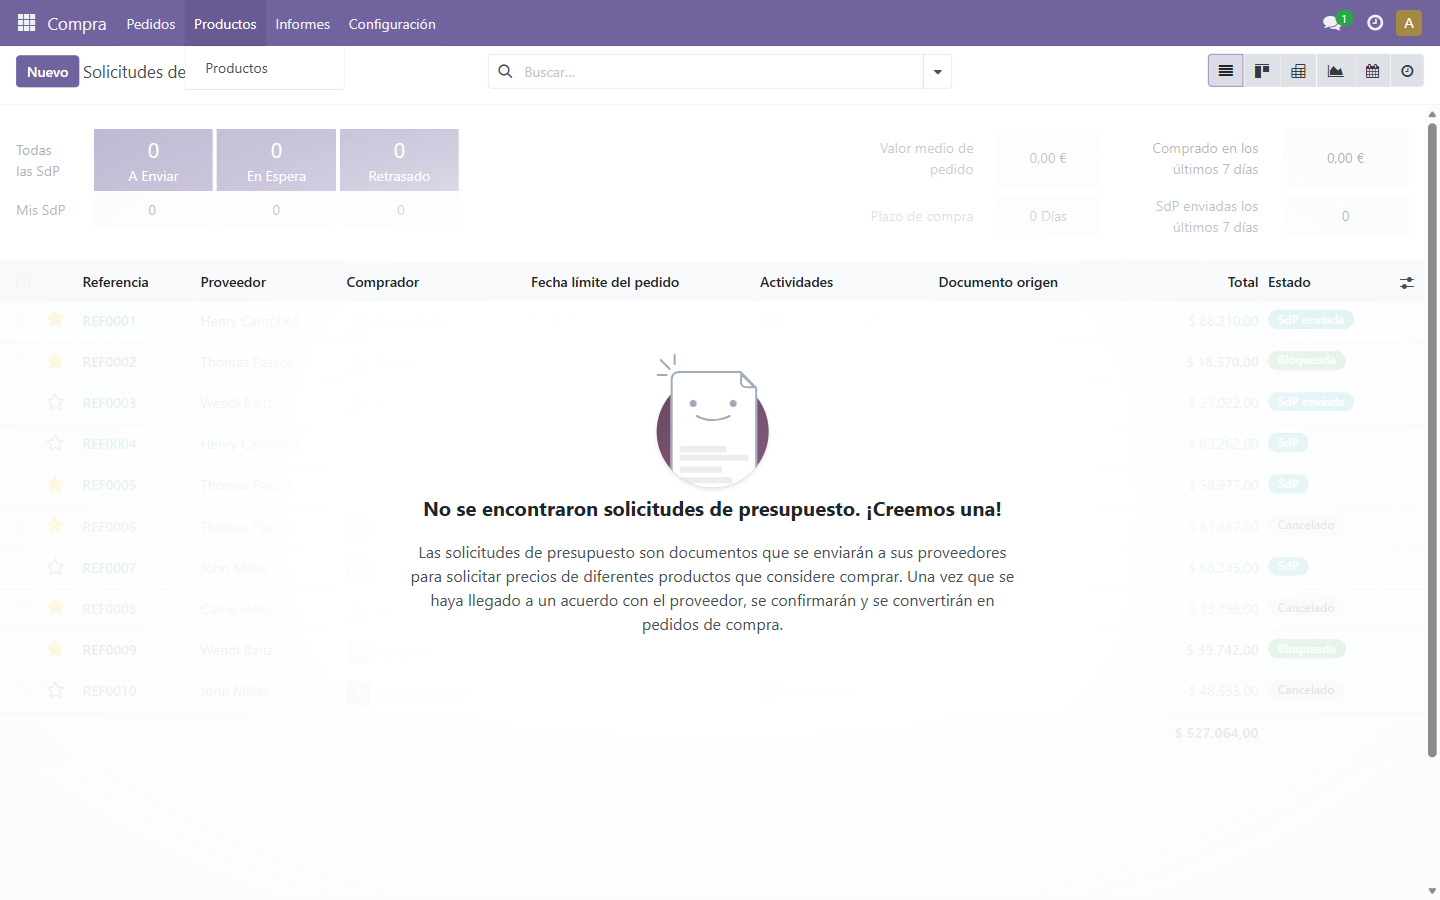 Compra Pedidos Productos Informes Configuración 1 A
Nuevo Solicitudes de Productos Buscar...
Todas las SdP
0 A Enviar
0 En Espera
0 Retrasado
Mis SdP 0 0 0
Valor medio de pedido 0,00 €
Comprado en los últimos 7 días 0,00 €
Plazo de compra 0 Días
SdP enviadas los últimos 7 días 0
Referencia Proveedor Comprador Fecha límite del pedido Actividades Documento origen Total Estado
REF0001 Henry Campbell $ 88.210,00 SdP enviada
REF0002 Thomas Passot $ 18.370,00 Bloqueada
REF0003 Wendi Baltz $ 27.022,00 SdP enviada
REF0004 Henry Campbell $ 83.262,00 SdP
REF0005 Thomas Passot $ 58.977,00 SdP
REF0006 Thomas Passot $ 81.487,00 Cancelado
REF0007 John Miller $ 68.245,00 SdP
REF0008 Carrie Helle $ 13.196,00 Cancelado
REF0009 Wendi Baltz $ 39.742,00 Bloqueada
REF0010 John Miller $ 48.553,00 Cancelado
$ 527.064,00
No se encontraron solicitudes de presupuesto. ¡Creemos una!
Las solicitudes de presupuesto son documentos que se enviarán a sus proveedores
para solicitar precios de diferentes productos que considere comprar. Una vez que se
haya llegado a un acuerdo con el proveedor, se confirmarán y se convertirán en
pedidos de compra.